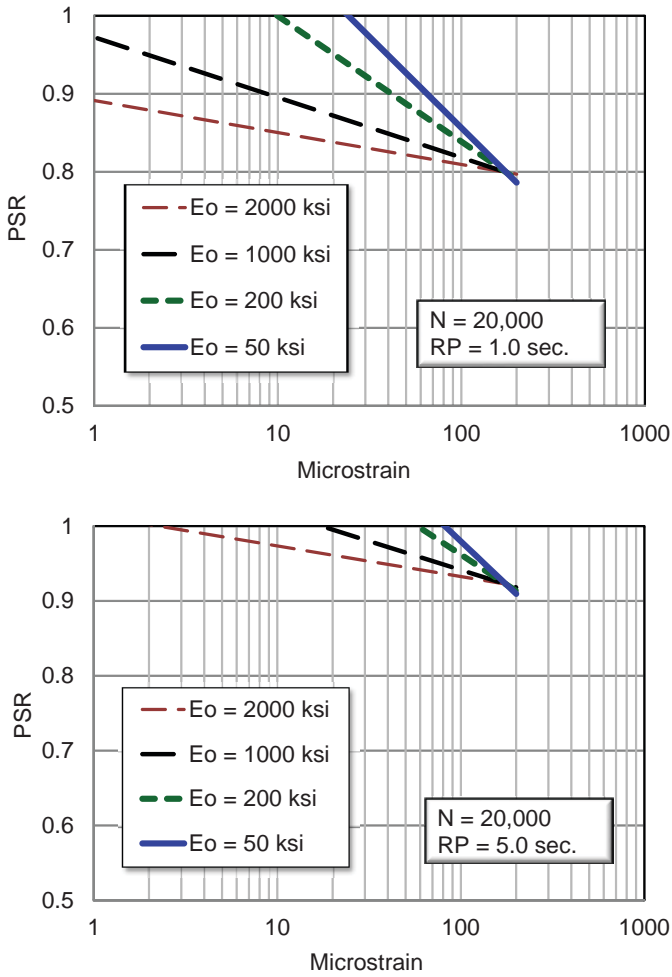 1
0.9
0.8
0.7
0.6
0.5
PSR
Eo = 2000 ksi
Eo = 1000 ksi
Eo = 200 ksi
Eo = 50 ksi
N = 20,000
RP = 1.0 sec.
1 10 100 1000
Microstrain
1
0.9
0.8
0.7
0.6
0.5
PSR
Eo = 2000 ksi
Eo = 1000 ksi
Eo = 200 ksi
Eo = 50 ksi
N = 20,000
RP = 5.0 sec.
1 10 100 1000
Microstrain